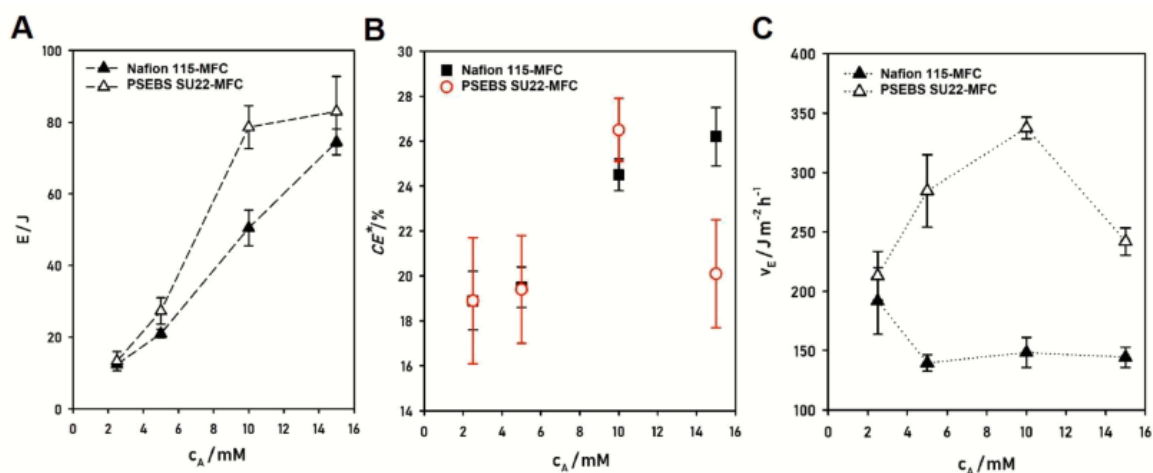 A
Nafion 115-MFC
PSEBS SU22-MFC
100
80
60
40
20
0
E / J
0 2 4 6 8 10 12 14 16
c_A / mM
B
Nafion 115-MFC
PSEBS SU22-MFC
30
28
26
24
22
20
18
16
14
CE*/%
0 2 4 6 8 10 12 14 16
c_A / mM
C
Nafion 115-MFC
PSEBS SU22-MFC
400
350
300
250
200
150
100
v_E / J m⁻² h⁻¹
0 2 4 6 8 10 12 14 16
c_A / mM